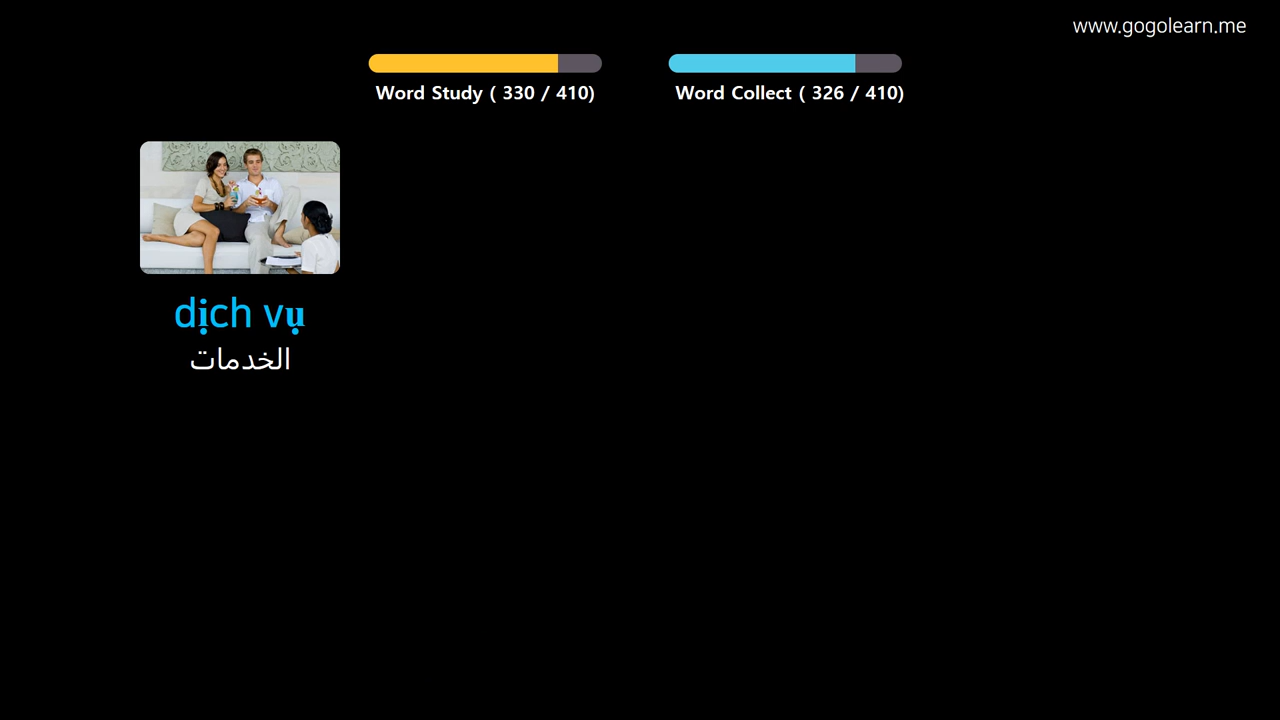 www.gogolearn.me
Word Study ( 330 / 410)
Word Collect ( 326 / 410)
dịch vụ
الخدمات